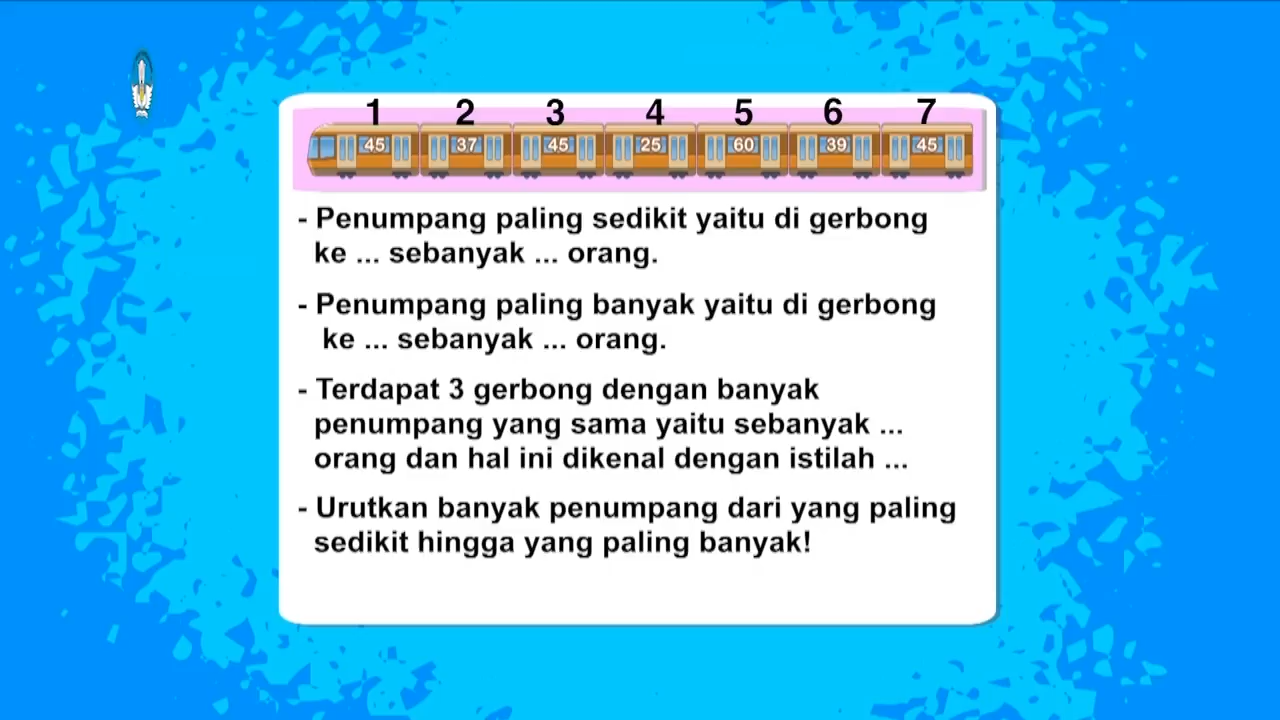 1 2 3 4 5 6 7
45 37 45 25 60 39 45
- Penumpang paling sedikit yaitu di gerbong
ke ... sebanyak ... orang.
- Penumpang paling banyak yaitu di gerbong
ke ... sebanyak ... orang.
- Terdapat 3 gerbong dengan banyak
penumpang yang sama yaitu sebanyak ...
orang dan hal ini dikenal dengan istilah ...
- Urutkan banyak penumpang dari yang paling
sedikit hingga yang paling banyak!